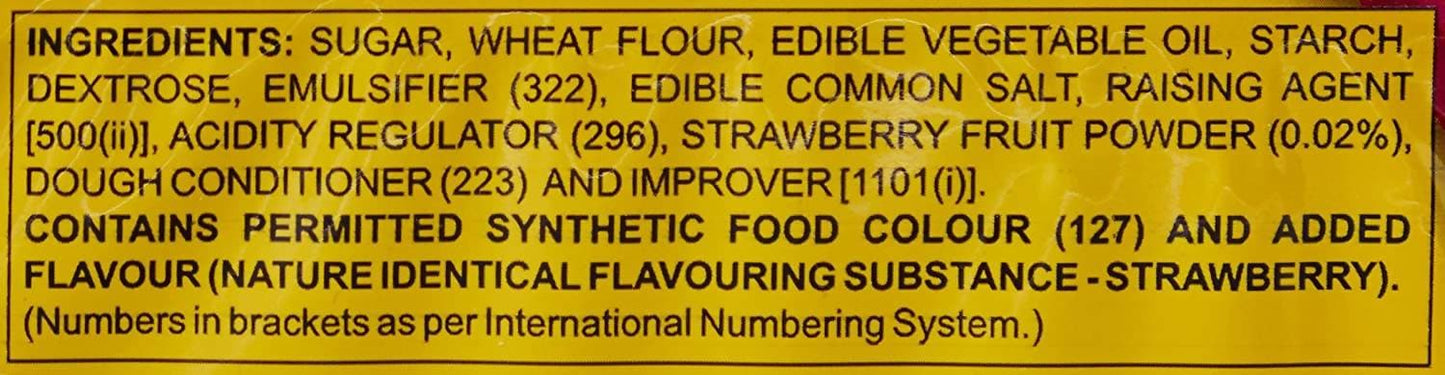 INGREDIENTS: SUGAR, WHEAT FLOUR, EDIBLE VEGETABLE OIL, STARCH,
DEXTROSE, EMULSIFIER (322), EDIBLE COMMON SALT, RAISING AGENT
[500(ii)], ACIDITY REGULATOR (296), STRAWBERRY FRUIT POWDER (0.02%),
DOUGH CONDITIONER (223) AND IMPROVER [1101(i)].
CONTAINS PERMITTED SYNTHETIC FOOD COLOUR (127) AND ADDED
FLAVOUR (NATURE IDENTICAL FLAVOURING SUBSTANCE - STRAWBERRY).
(Numbers in brackets as per International Numbering System.)